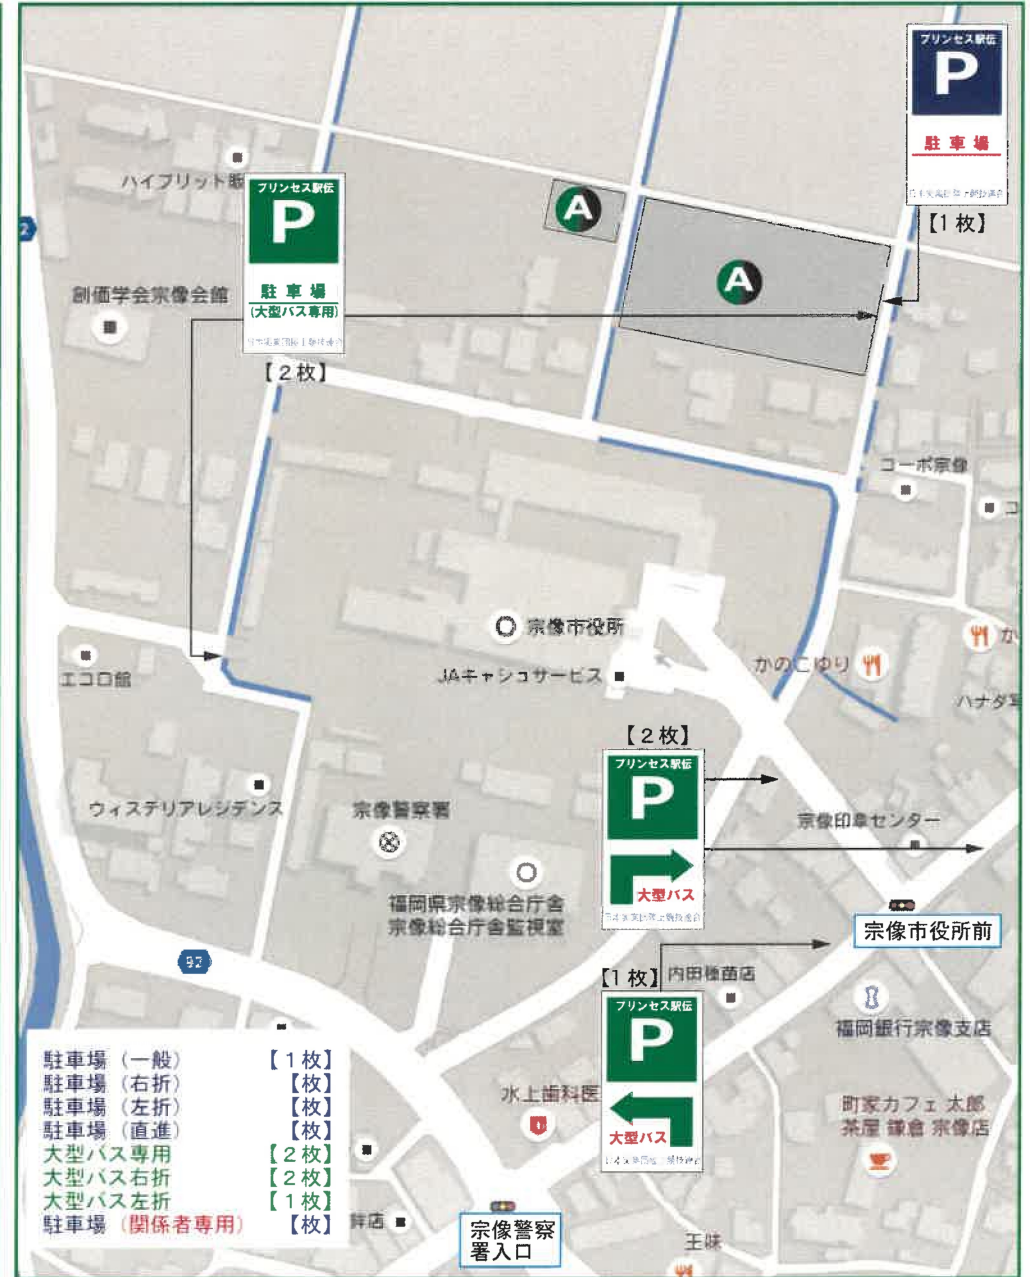 プリンセス駅伝
P
駐車場
【1枚】
ハイブリット販
プリンセス駅伝
P
駐車場
(大型バス専用)
【2枚】
A
A
2
創価学会宗像会館
コーポ宗像
コ
宗像市役所
JAキャッシュサービス
かのこゆり
か
エコロ館
ハナダ写
【2枚】
プリンセス駅伝
P
大型バス
ウィステリアレジデンス
宗像警察署
宗像印章センター
福岡県宗像総合庁舎
宗像総合庁舎監視室
宗像市役所前
92
【1枚】
内田種苗店
プリンセス駅伝
P
大型バス
福岡銀行宗像支店
水上歯科医
町家カフェ 太郎
茶屋 鎌倉 宗像店
駐車場（一般）【1枚】
駐車場（右折）【枚】
駐車場（左折）【枚】
駐車場（直進）【枚】
大型バス専用【2枚】
大型バス右折【2枚】
大型バス左折【1枚】
駐車場（関係者専用）【枚】
鉾店
宗像警察
署入口
王味